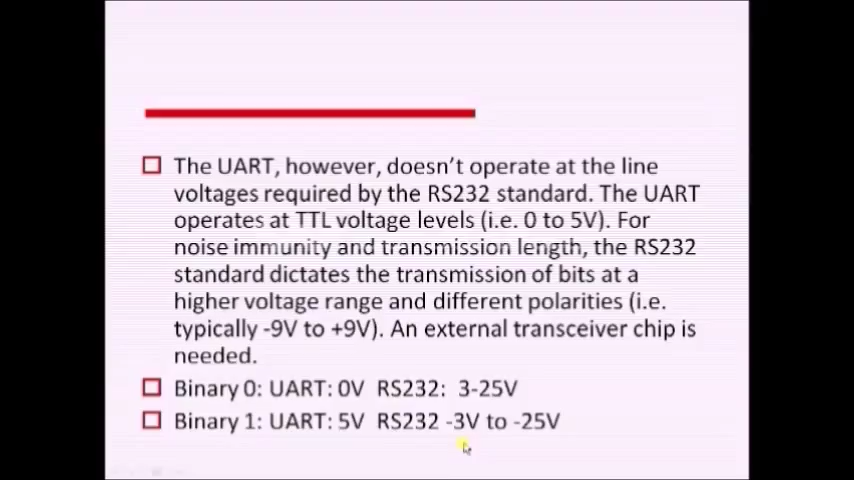 The UART, however, doesn't operate at the line
voltages required by the RS232 standard. The UART
operates at TTL voltage levels (i.e. 0 to 5V). For
noise immunity and transmission length, the RS232
standard dictates the transmission of bits at a
higher voltage range and different polarities (i.e.
typically -9V to +9V). An external transceiver chip is
needed.
Binary 0: UART: 0V RS232: 3-25V
Binary 1: UART: 5V RS232 -3V to -25V